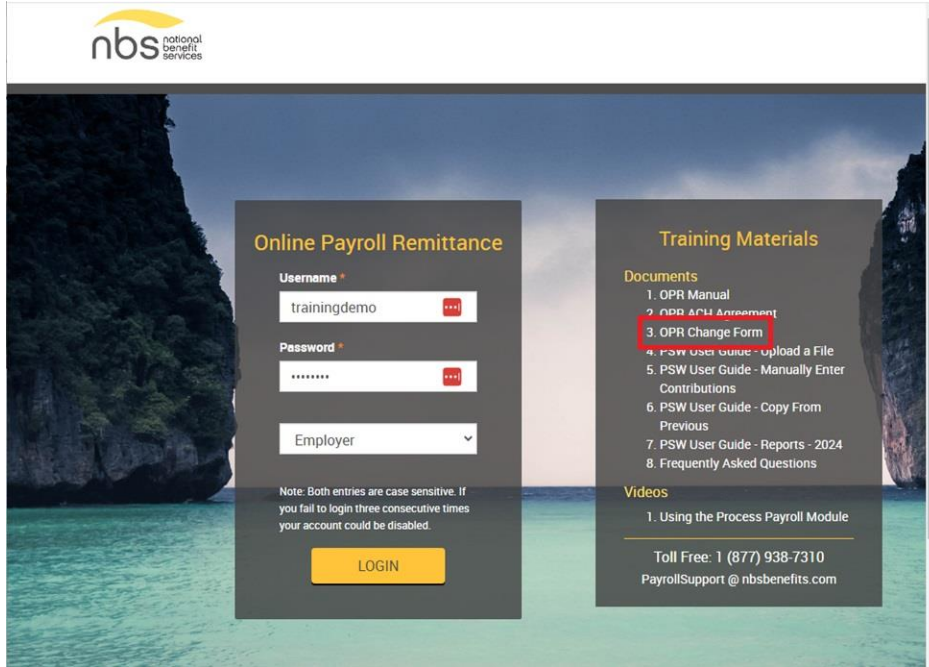 nbs national
benefit
services
Online Payroll Remittance
Username *
trainingdemo
Password *
••••••••
Employer
Note: Both entries are case sensitive. If
you fail to login three consecutive times
your account could be disabled.
LOGIN
Training Materials
Documents
1. OPR Manual
2. OPR ACH Agreement
3. OPR Change Form
4. PSW User Guide - Upload a File
5. PSW User Guide - Manually Enter
Contributions
6. PSW User Guide - Copy From
Previous
7. PSW User Guide - Reports - 2024
8. Frequently Asked Questions
Videos
1. Using the Process Payroll Module
Toll Free: 1 (877) 938-7310
PayrollSupport @ nbsbenefits.com